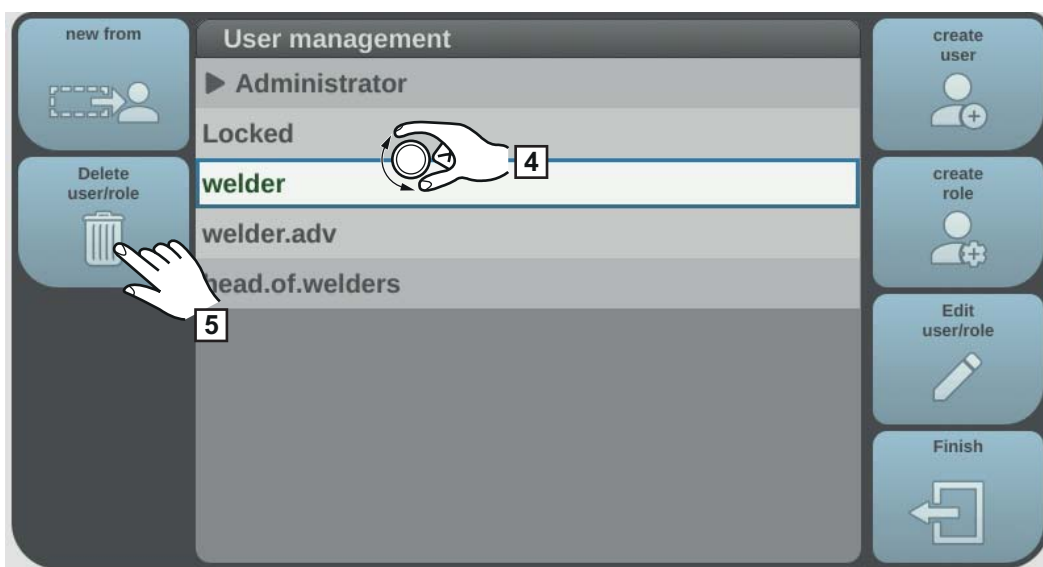 new from
User management
create
user
Administrator
Locked
4
Delete
user/role
welder
create
role
welder.adv
head.of.welders
5
Edit
user/role
Finish